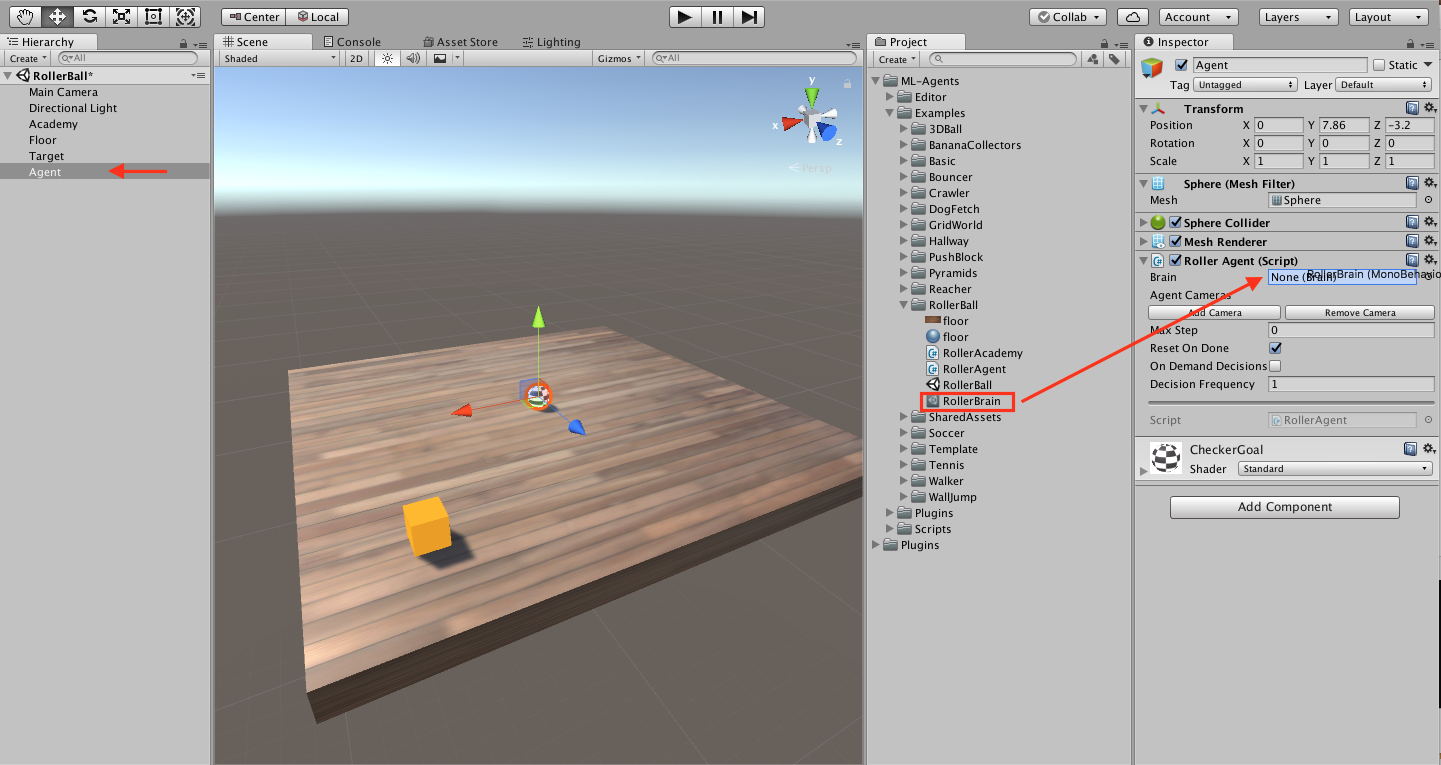 Center Local Collab Account Layers Layout
Hierarchy
Create All
RollerBall*
Main Camera
Directional Light
Academy
Floor
Target
Agent
Scene Console Asset Store Lighting
Shaded 2D Gizmos All
y
x
z
Persp
Project
Create
ML-Agents
Editor
Examples
3DBall
BananaCollectors
Basic
Bouncer
Crawler
DogFetch
GridWorld
Hallway
PushBlock
Pyramids
Reacher
RollerBall
floor
floor
RollerAcademy
RollerAgent
RollerBall
RollerBrain
SharedAssets
Soccer
Template
Tennis
Walker
WallJump
Plugins
Scripts
Plugins
Inspector
Agent Static
Tag Untagged Layer Default
Transform
Position X 0 Y 7.86 Z -3.2
Rotation X 0 Y 0 Z 0
Scale X 1 Y 1 Z 1
Sphere (Mesh Filter)
Mesh Sphere
Sphere Collider
Mesh Renderer
Roller Agent (Script)
Brain None (Brain) RollerBrain (MonoBehavio
Agent Cameras
Add Camera Remove Camera
Max Step 0
Reset On Done
On Demand Decisions
Decision Frequency 1
Script RollerAgent
CheckerGoal
Shader Standard
Add Component